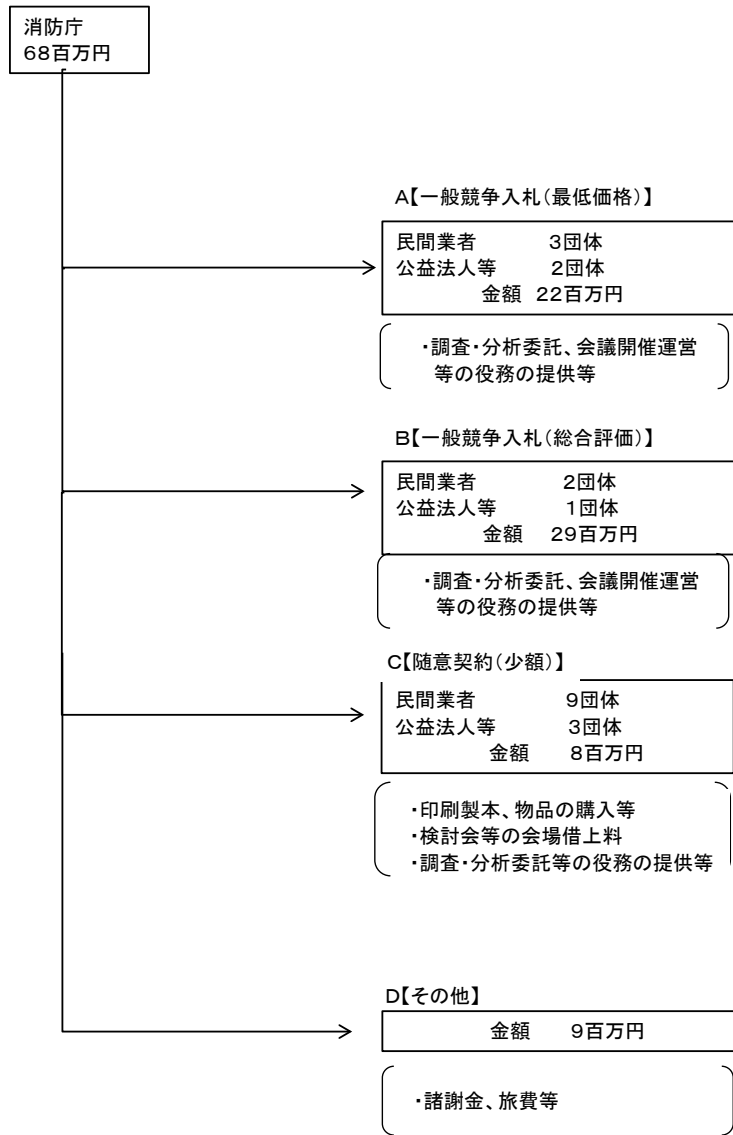 消防庁
68百万円
A【一般競争入札(最低価格)】
民間業者 3団体
公益法人等 2団体
金額 22百万円
・調査・分析委託、会議開催運営
等の役務の提供等
B【一般競争入札(総合評価)】
民間業者 2団体
公益法人等 1団体
金額 29百万円
・調査・分析委託、会議開催運営
等の役務の提供等
C【随意契約(少額)】
民間業者 9団体
公益法人等 3団体
金額 8百万円
・印刷製本、物品の購入等
・検討会等の会場借上料
・調査・分析委託等の役務の提供等
D【その他】
金額 9百万円
・諸謝金、旅費等